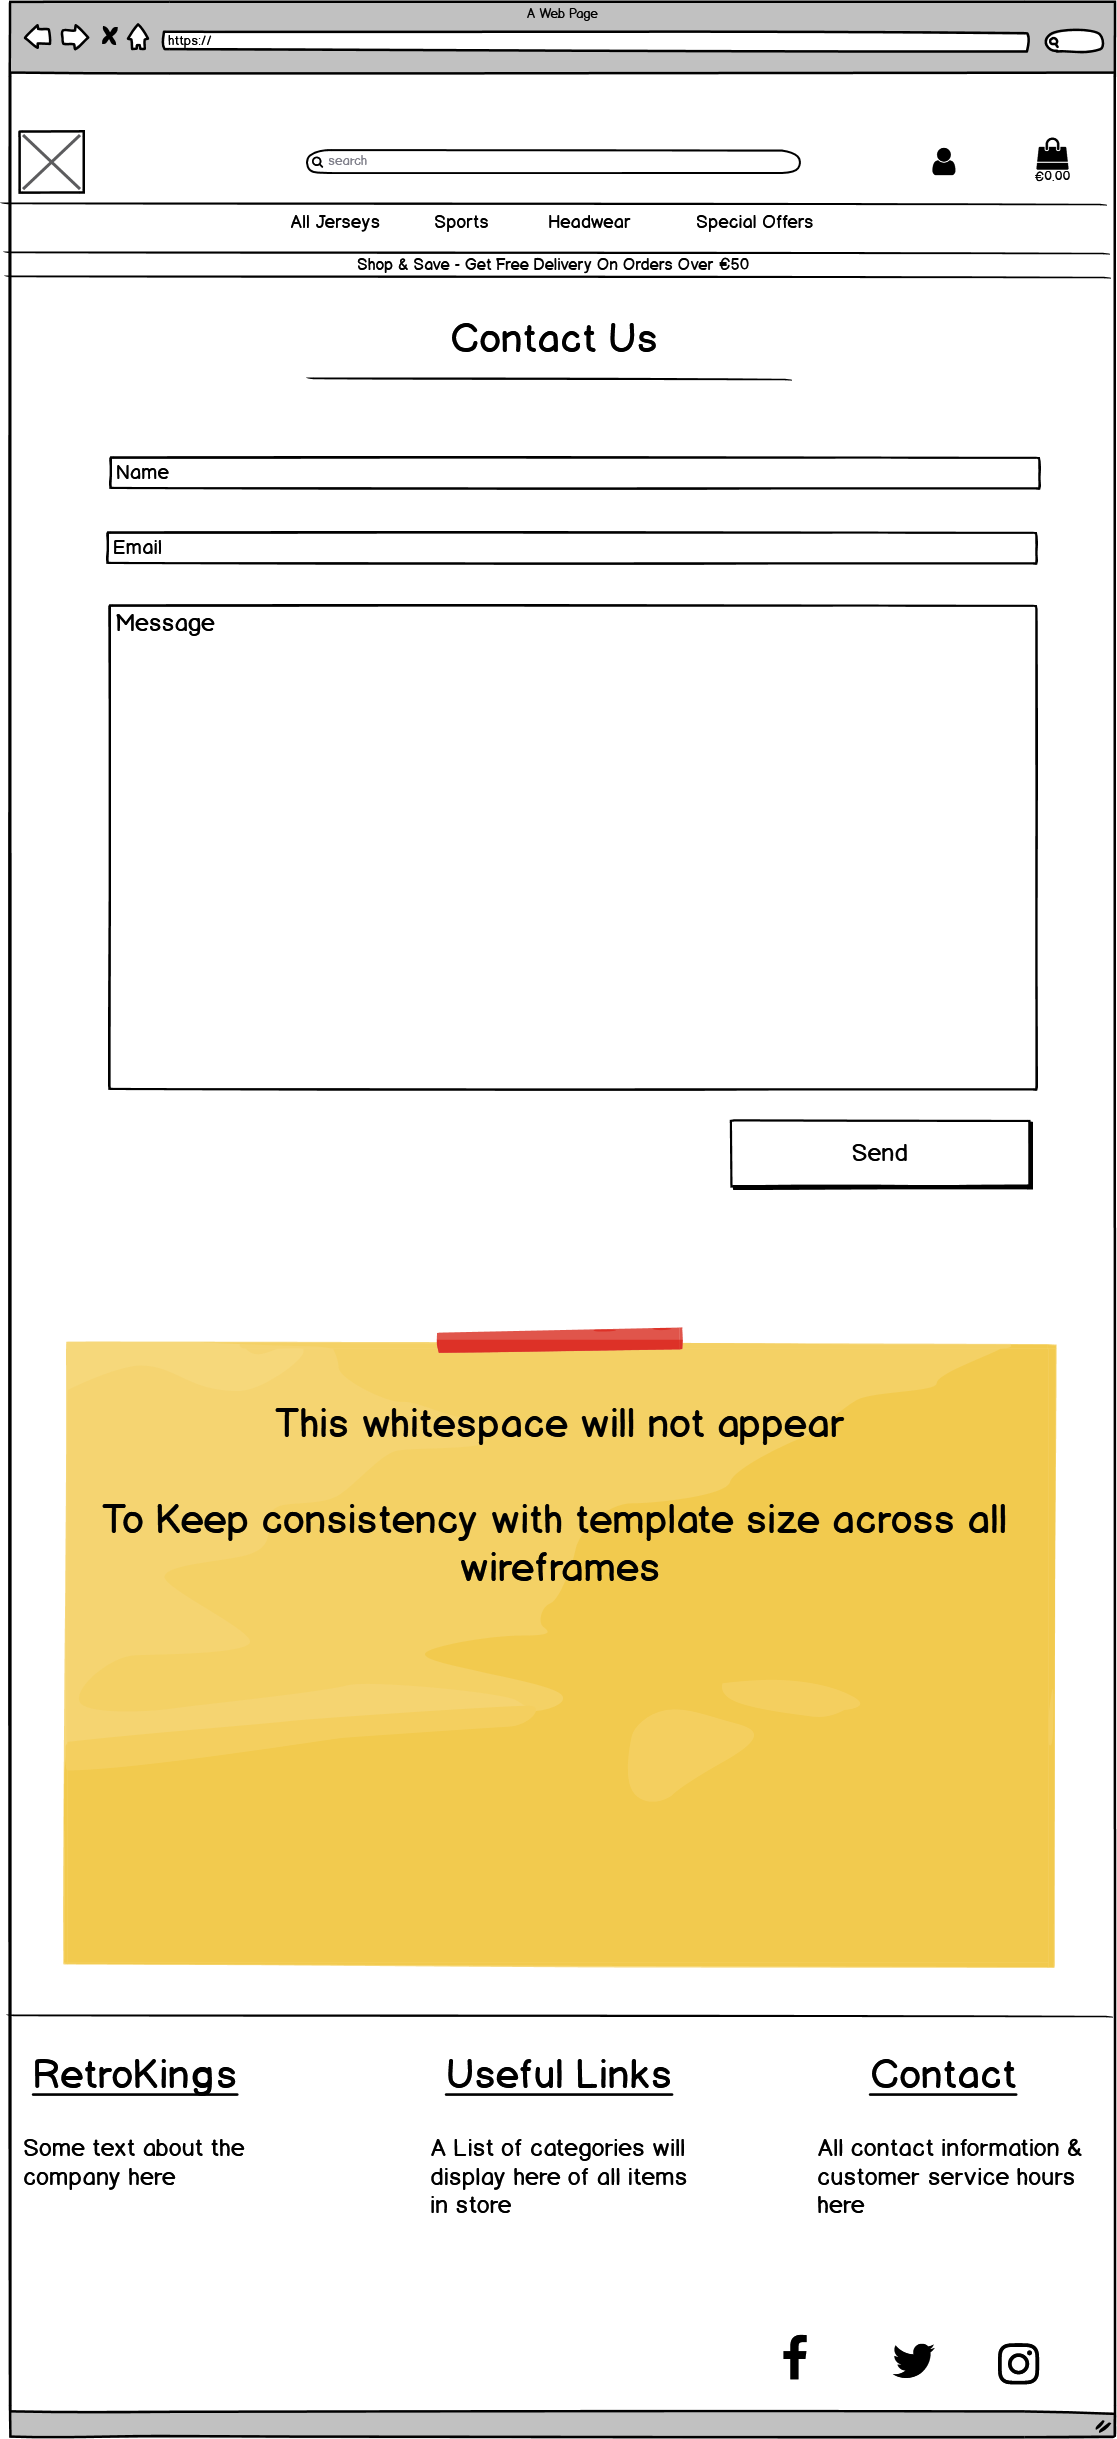 A Web Page
https://
search
€0.00
All Jerseys Sports Headwear Special Offers
Shop & Save - Get Free Delivery On Orders Over €50
Contact Us
Name
Email
Message
Send
This whitespace will not appear
To Keep consistency with template size across all
wireframes
RetroKings Useful Links Contact
Some text about the
company here
A List of categories will
display here of all items
in store
All contact information &
customer service hours
here